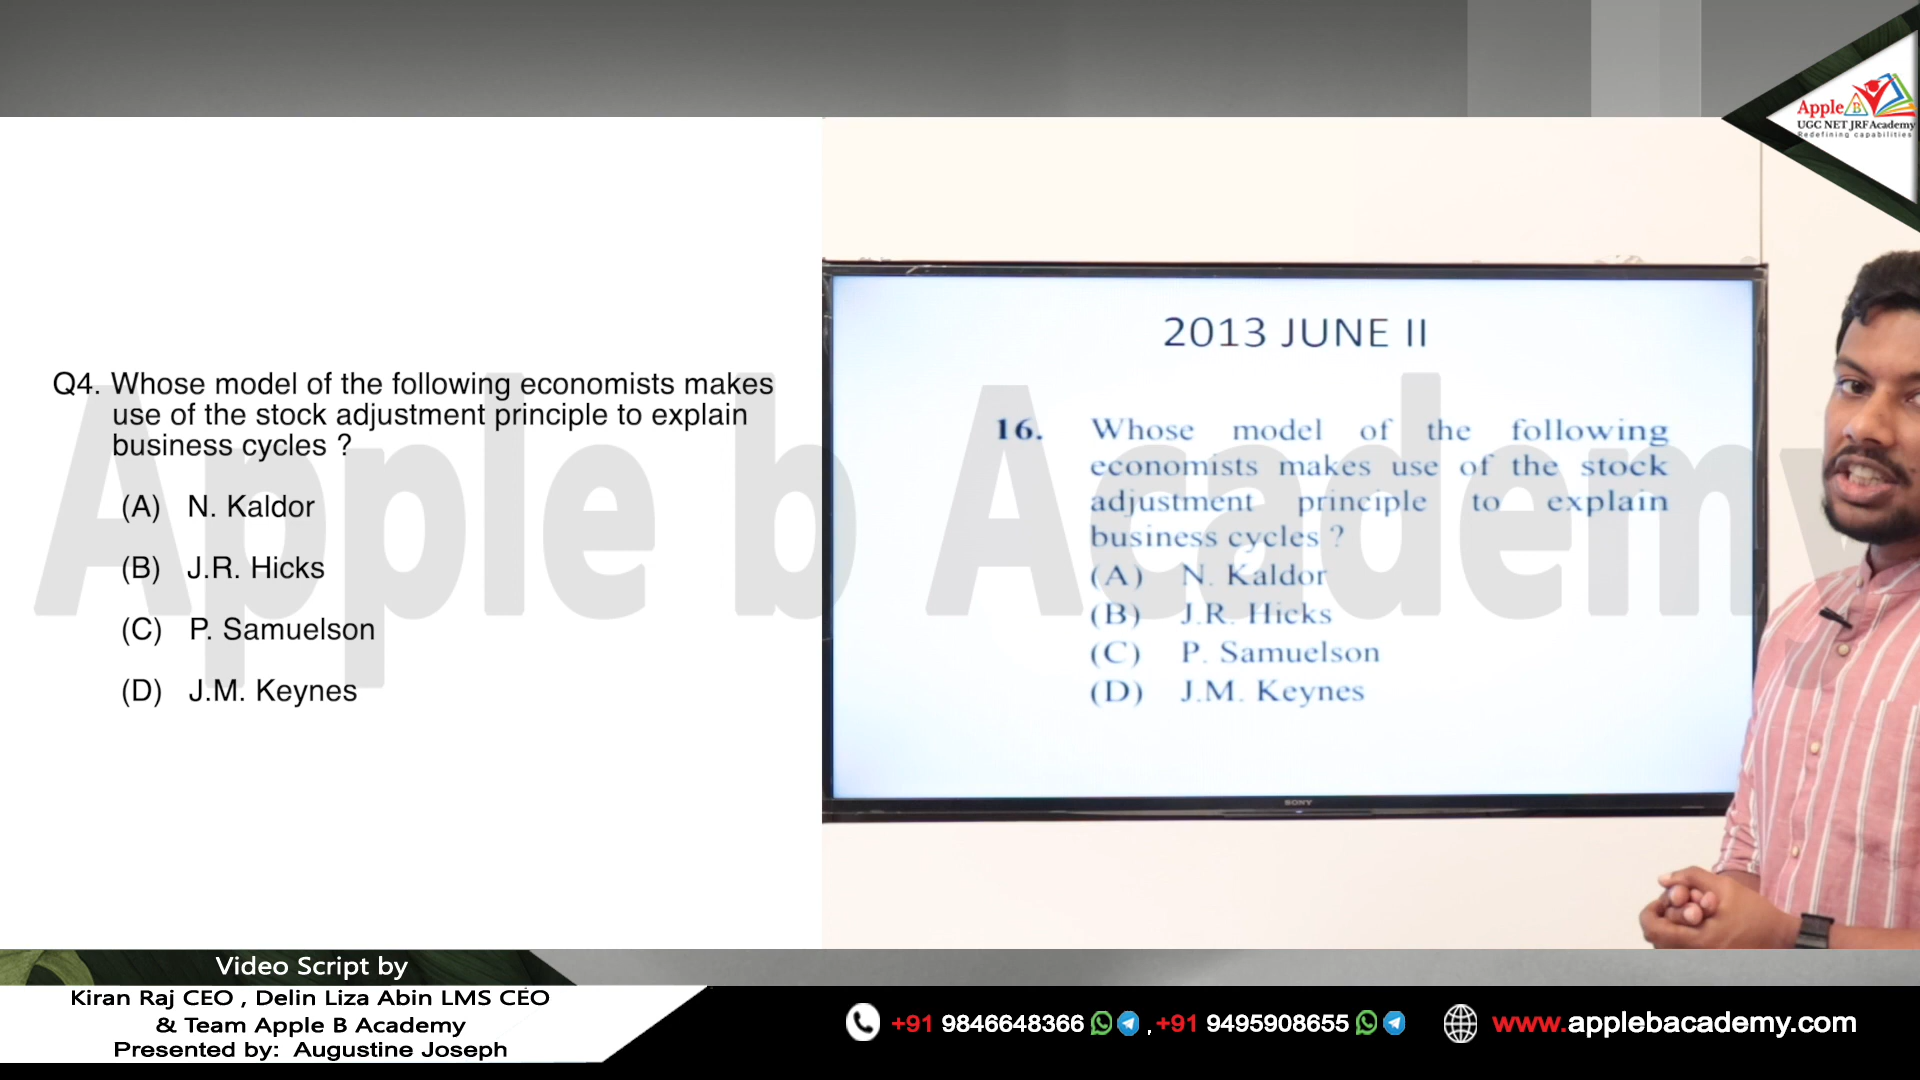 Apple B
UGC NET JRF Academy
Redefining capabilities
Q4. Whose model of the following economists makes
use of the stock adjustment principle to explain
business cycles ?
(A) N. Kaldor
(B) J.R. Hicks
(C) P. Samuelson
(D) J.M. Keynes
2013 JUNE II
16. Whose model of the following
economists makes use of the stock
adjustment principle to explain
business cycles ?
(A) N. Kaldor
(B) J.R. Hicks
(C) P. Samuelson
(D) J.M. Keynes
SONY
Apple b Academy
Video Script by
Kiran Raj CEO , Delin Liza Abin LMS CEO
& Team Apple B Academy
Presented by: Augustine Joseph
+91 9846648366 , +91 9495908655 www.applebacademy.com